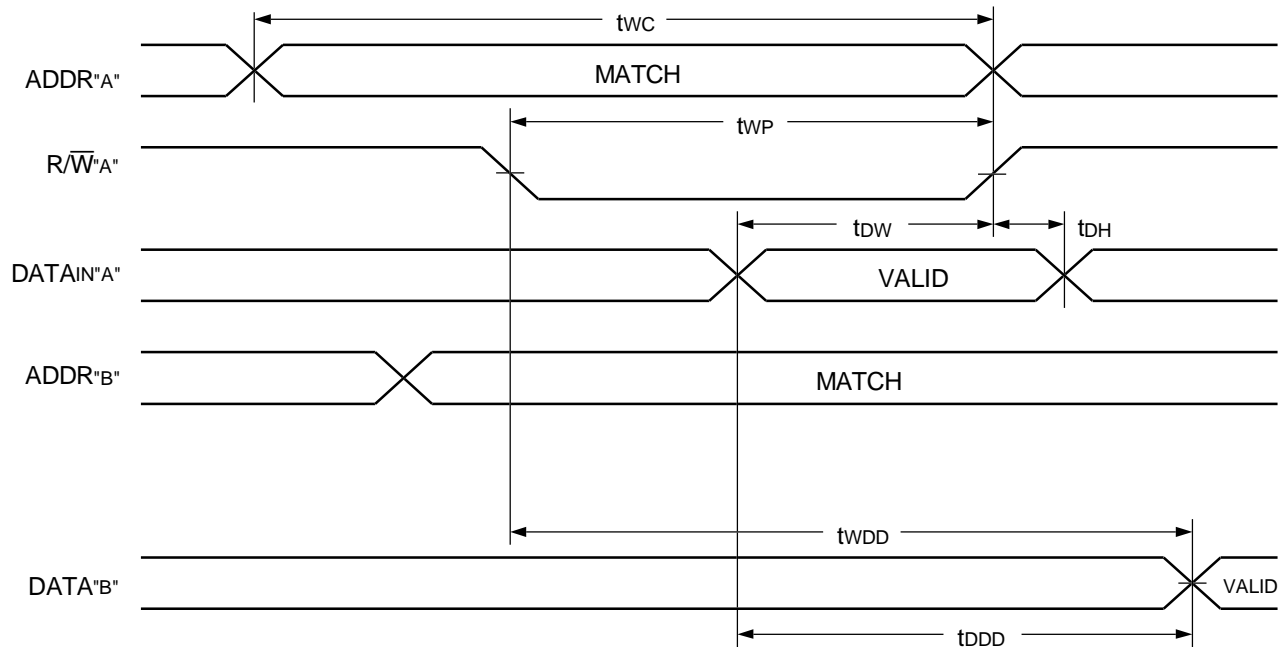 tWC
ADDR"A"
MATCH
tWP
R/W̅"A"
tDW
tDH
DATAIN"A"
VALID
ADDR"B"
MATCH
tWDD
DATA"B"
VALID
tDDD